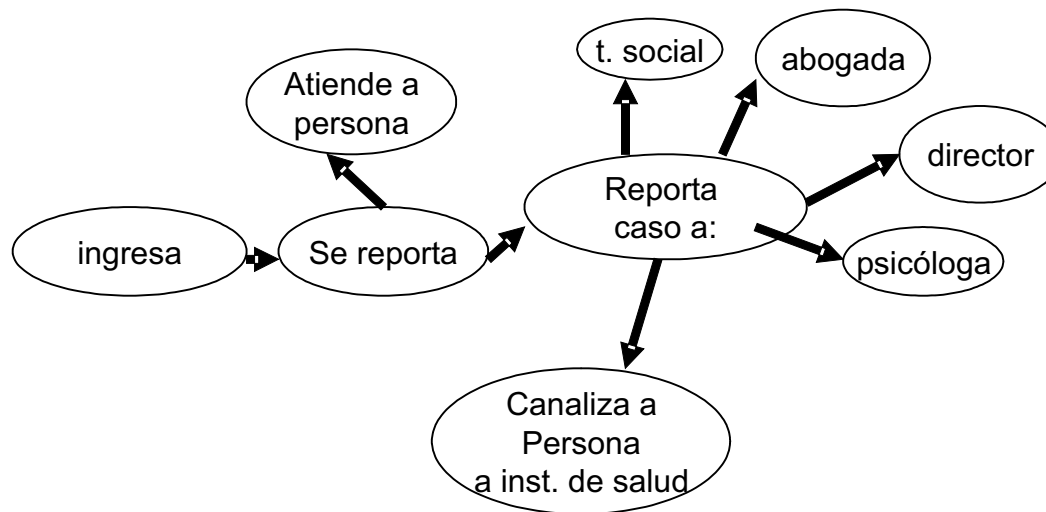 t. social
abogada
Atiende a
persona
director
Reporta
caso a:
ingresa
Se reporta
psicóloga
Canaliza a
Persona
a inst. de salud